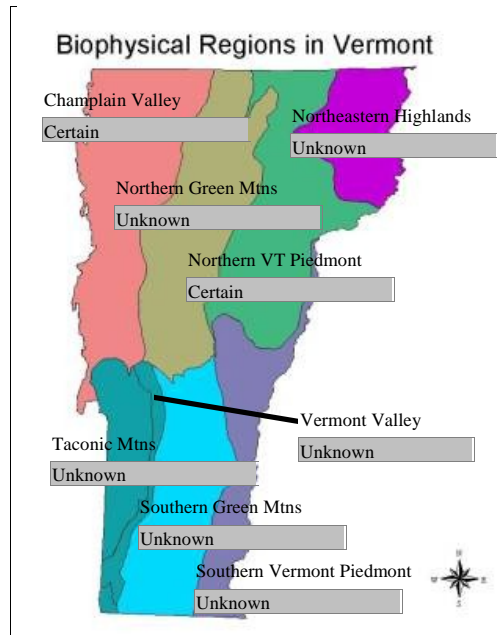 Biophysical Regions in Vermont
Champlain Valley
Certain
Northeastern Highlands
Unknown
Northern Green Mtns
Unknown
Northern VT Piedmont
Certain
Vermont Valley
Unknown
Taconic Mtns
Unknown
Southern Green Mtns
Unknown
Southern Vermont Piedmont
Unknown
N
W
E
S